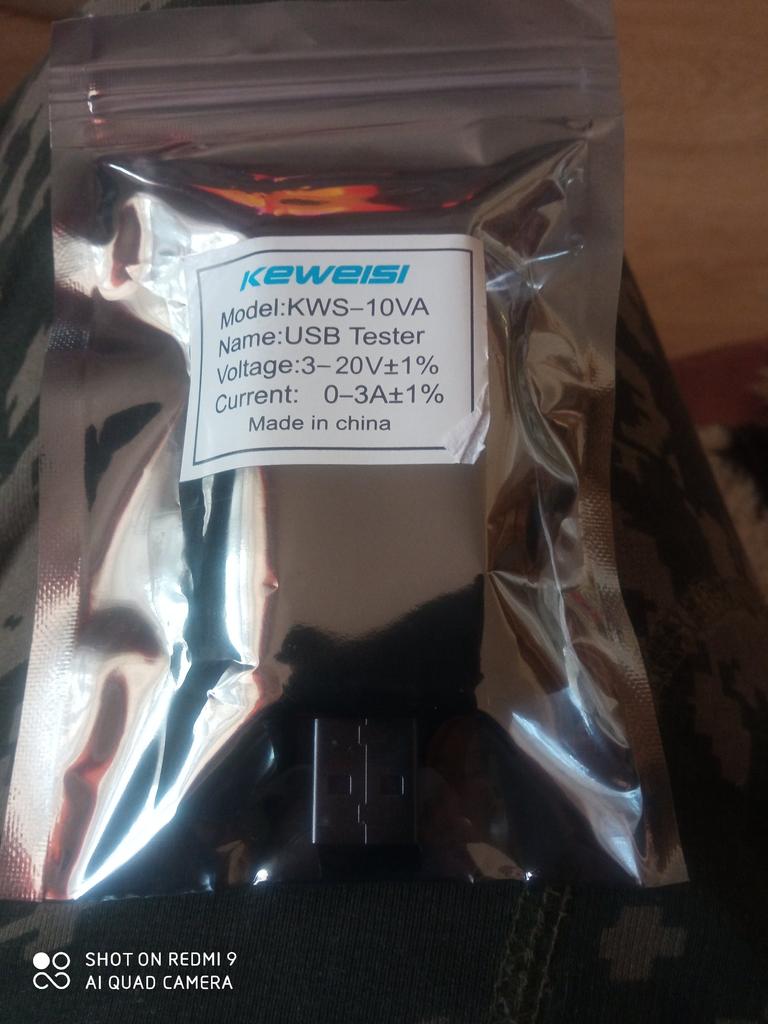 KEWEISI
Model:KWS–10VA
Name:USB Tester
Voltage:3–20V±1%
Current: 0–3A±1%
Made in china
SHOT ON REDMI 9
AI QUAD CAMERA